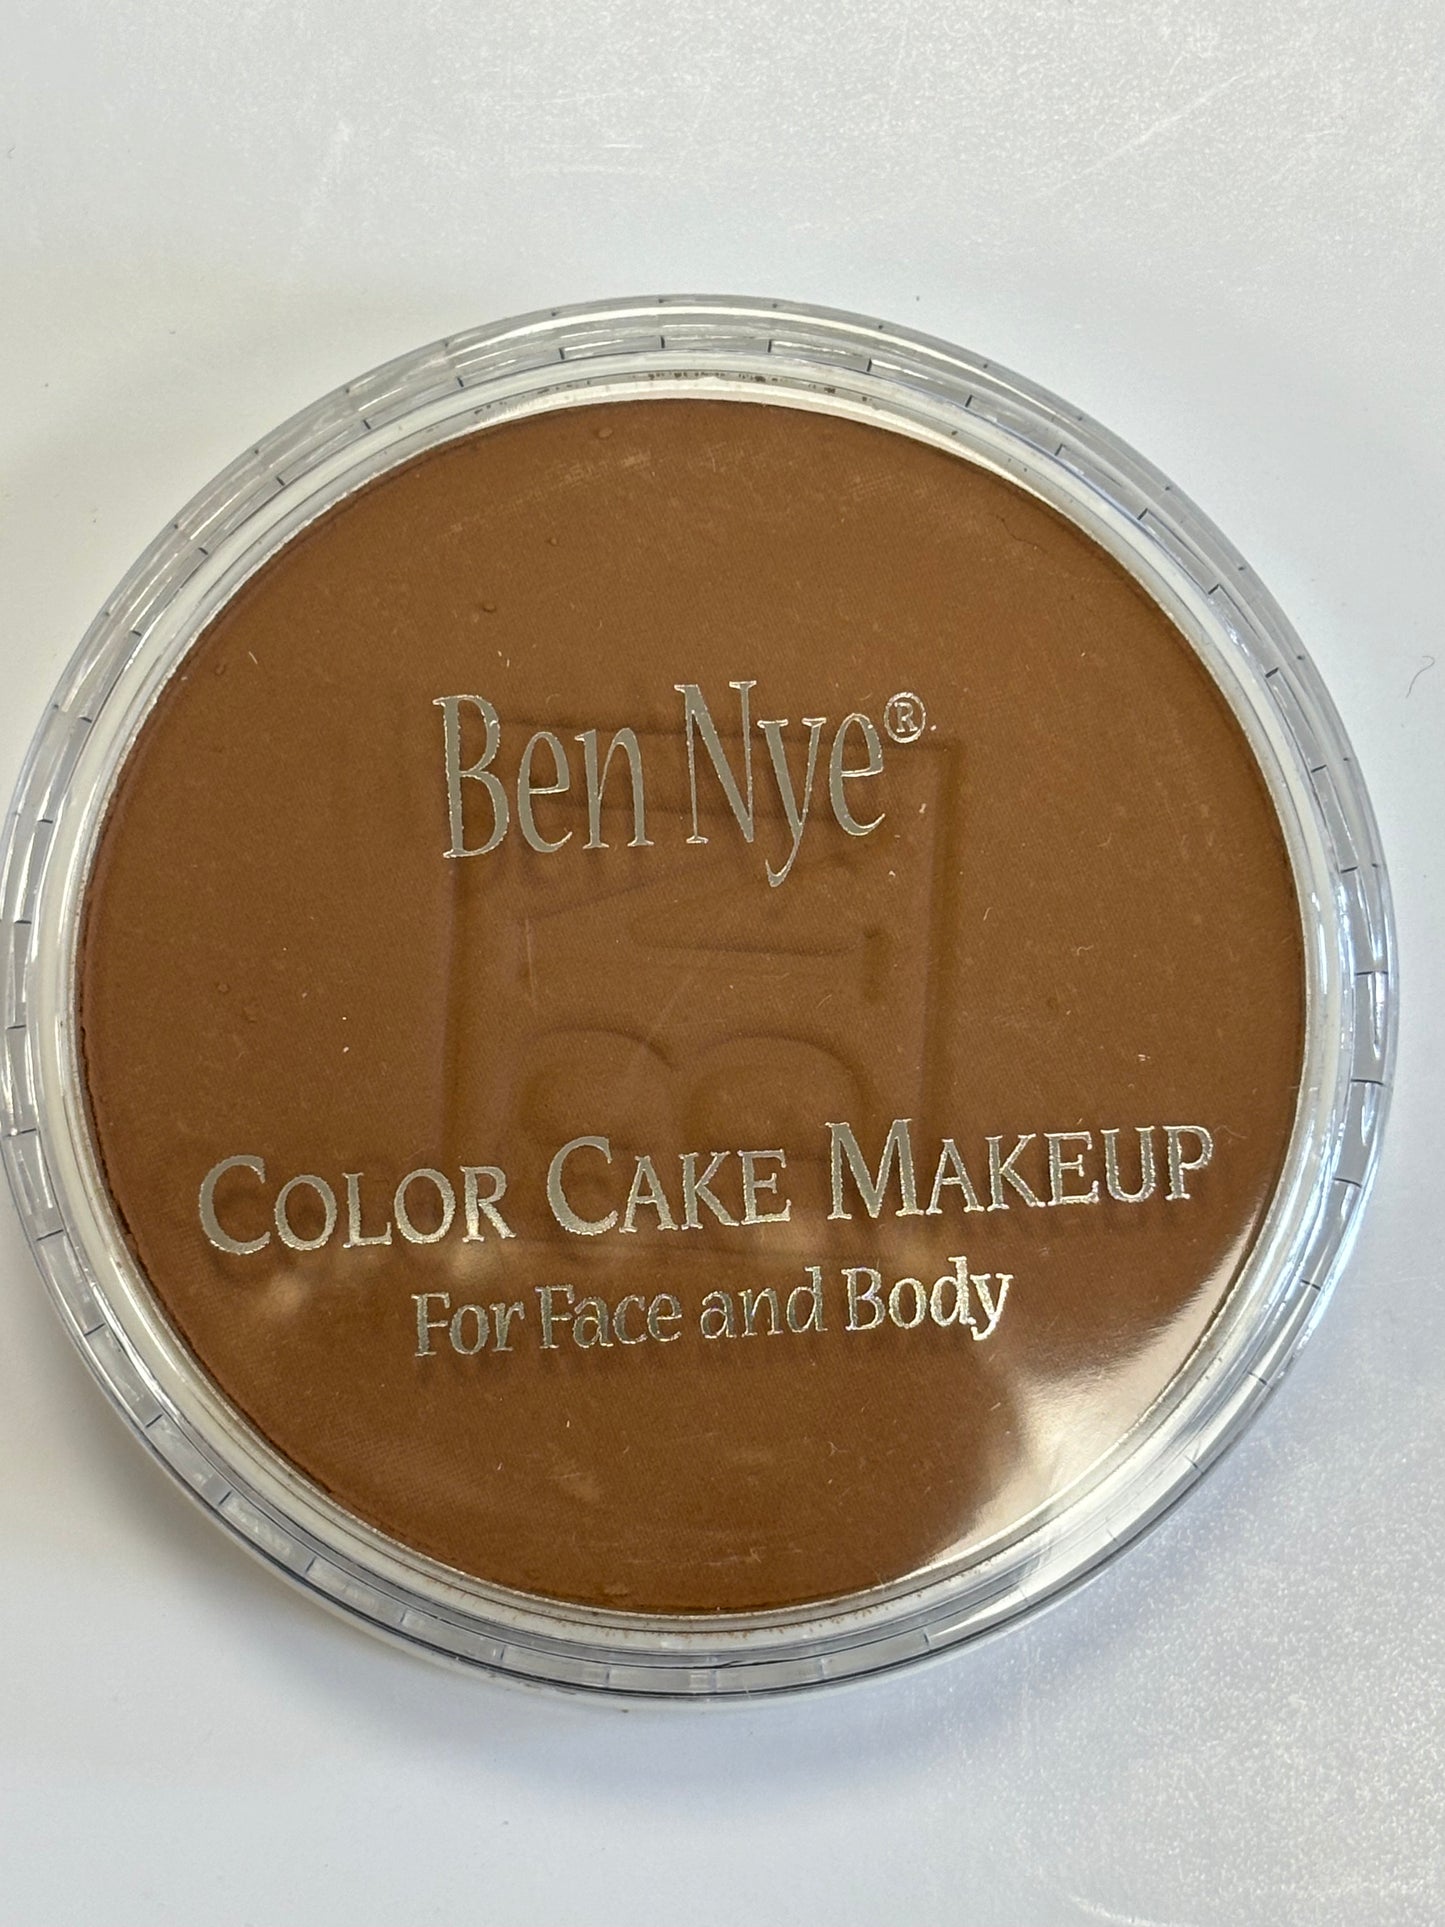 Ben Nye®
COLOR CAKE MAKEUP
For Face and Body